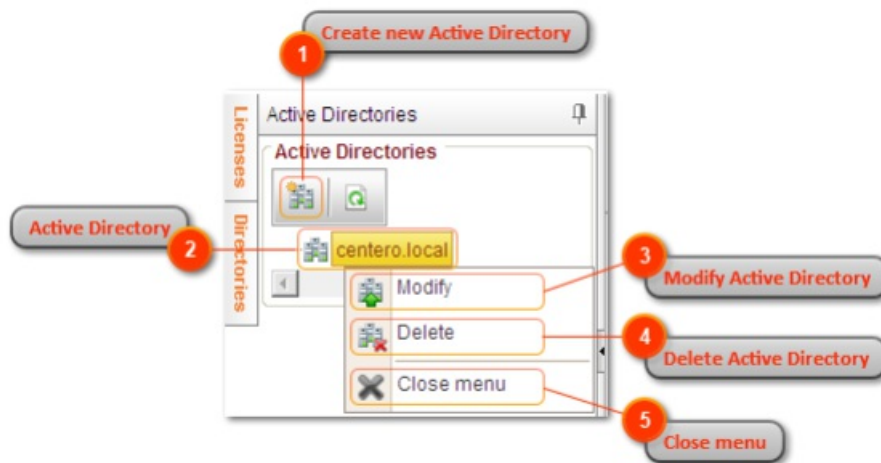 Create new Active Directory
1
Licenses
Active Directories
Active Directories
Directories
Active Directory
2
centero.local
3
Modify
Modify Active Directory
4
Delete
Delete Active Directory
Close menu
5
Close menu